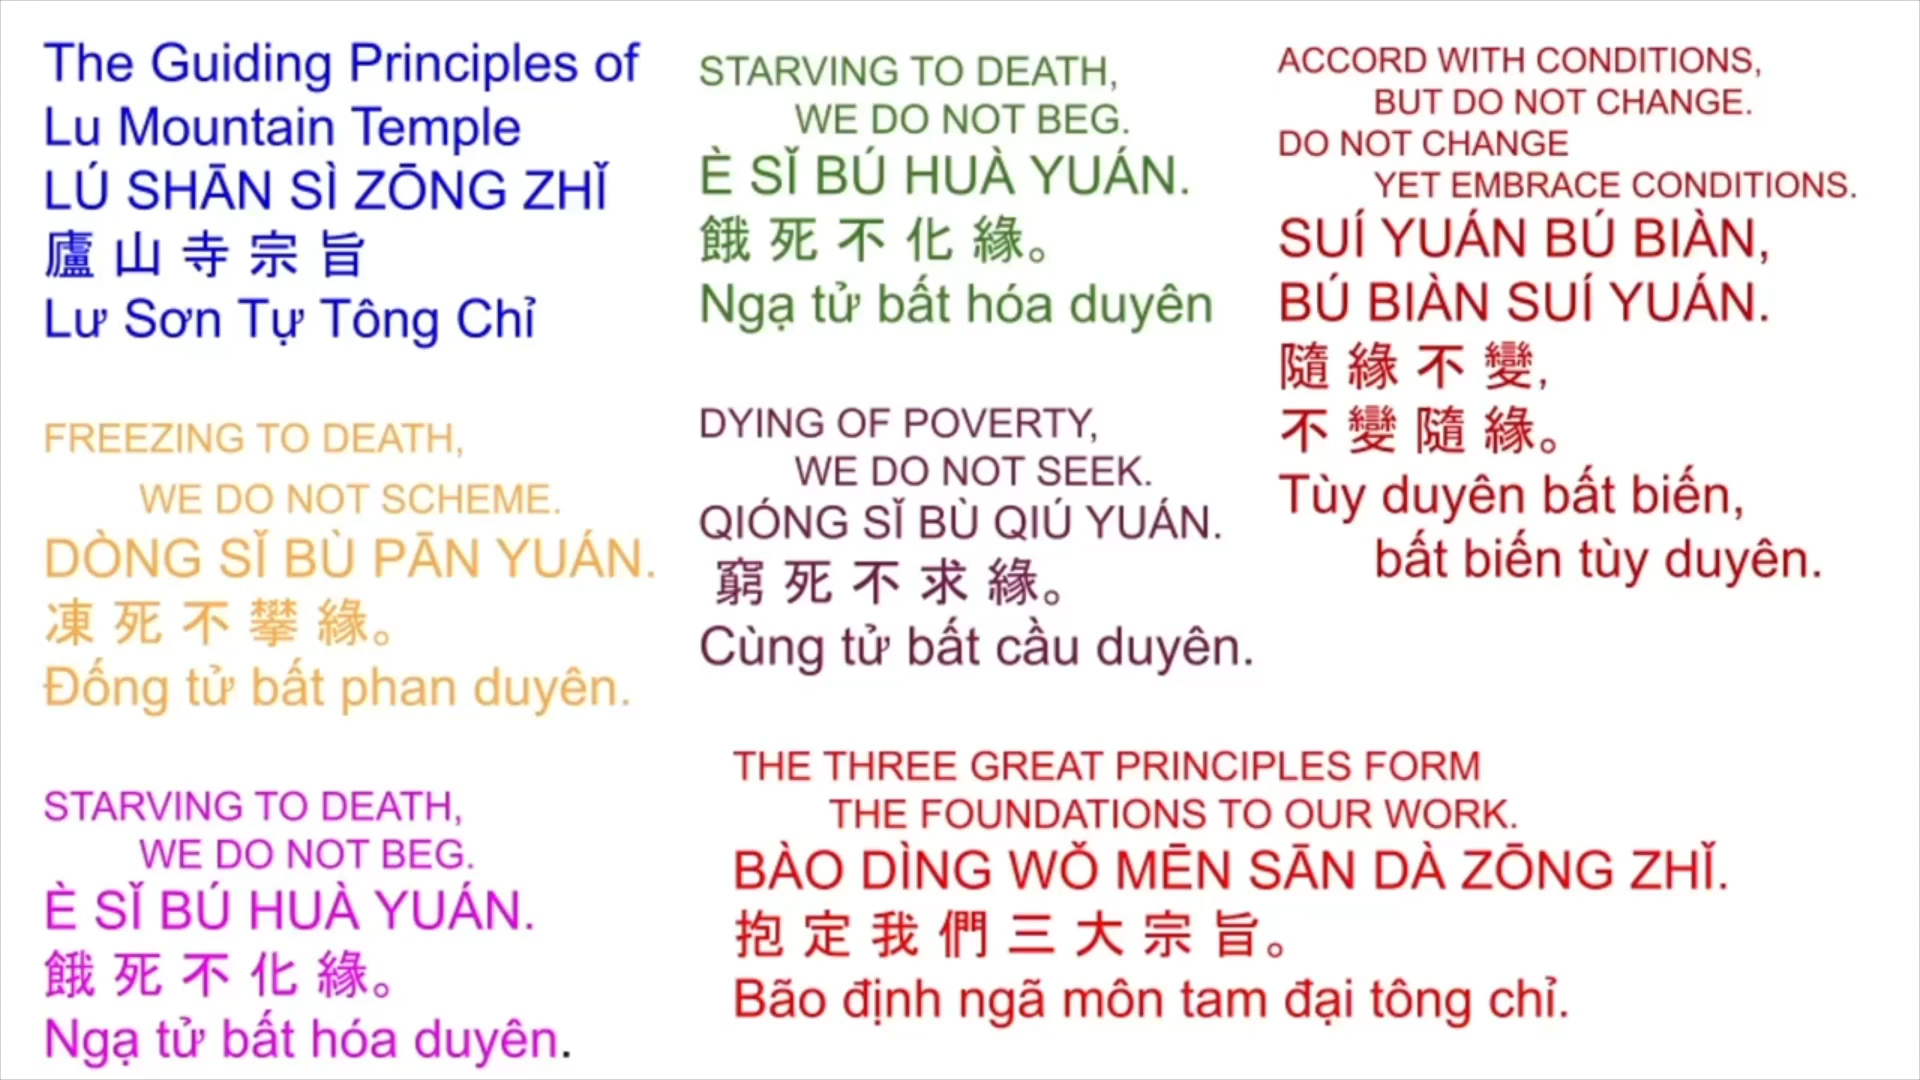 The Guiding Principles of
Lu Mountain Temple
LÚ SHĀN SÌ ZŌNG ZHǏ
廬 山 寺 宗 旨
Lư Sơn Tự Tông Chỉ
FREEZING TO DEATH,
WE DO NOT SCHEME.
DÒNG SǏ BÙ PĀN YUÁN.
凍 死 不 攀 緣。
Đống tử bất phan duyên.
STARVING TO DEATH,
WE DO NOT BEG.
È SǏ BÚ HUÀ YUÁN.
餓 死 不 化 緣。
Ngạ tử bất hóa duyên.
STARVING TO DEATH,
WE DO NOT BEG.
È SǏ BÚ HUÀ YUÁN.
餓 死 不 化 緣。
Ngạ tử bất hóa duyên
DYING OF POVERTY,
WE DO NOT SEEK.
QIÓNG SǏ BÙ QIÚ YUÁN.
窮 死 不 求 緣。
Cùng tử bất cầu duyên.
ACCORD WITH CONDITIONS,
BUT DO NOT CHANGE.
DO NOT CHANGE
YET EMBRACE CONDITIONS.
SUÍ YUÁN BÚ BIÀN,
BÚ BIÀN SUÍ YUÁN.
隨 緣 不 變,
不 變 隨 緣。
Tùy duyên bất biến,
bất biến tùy duyên.
THE THREE GREAT PRINCIPLES FORM
THE FOUNDATIONS TO OUR WORK.
BÀO DÌNG WǑ MĒN SĀN DÀ ZŌNG ZHǏ.
抱 定 我 們 三 大 宗 旨。
Bão định ngã môn tam đại tông chỉ.